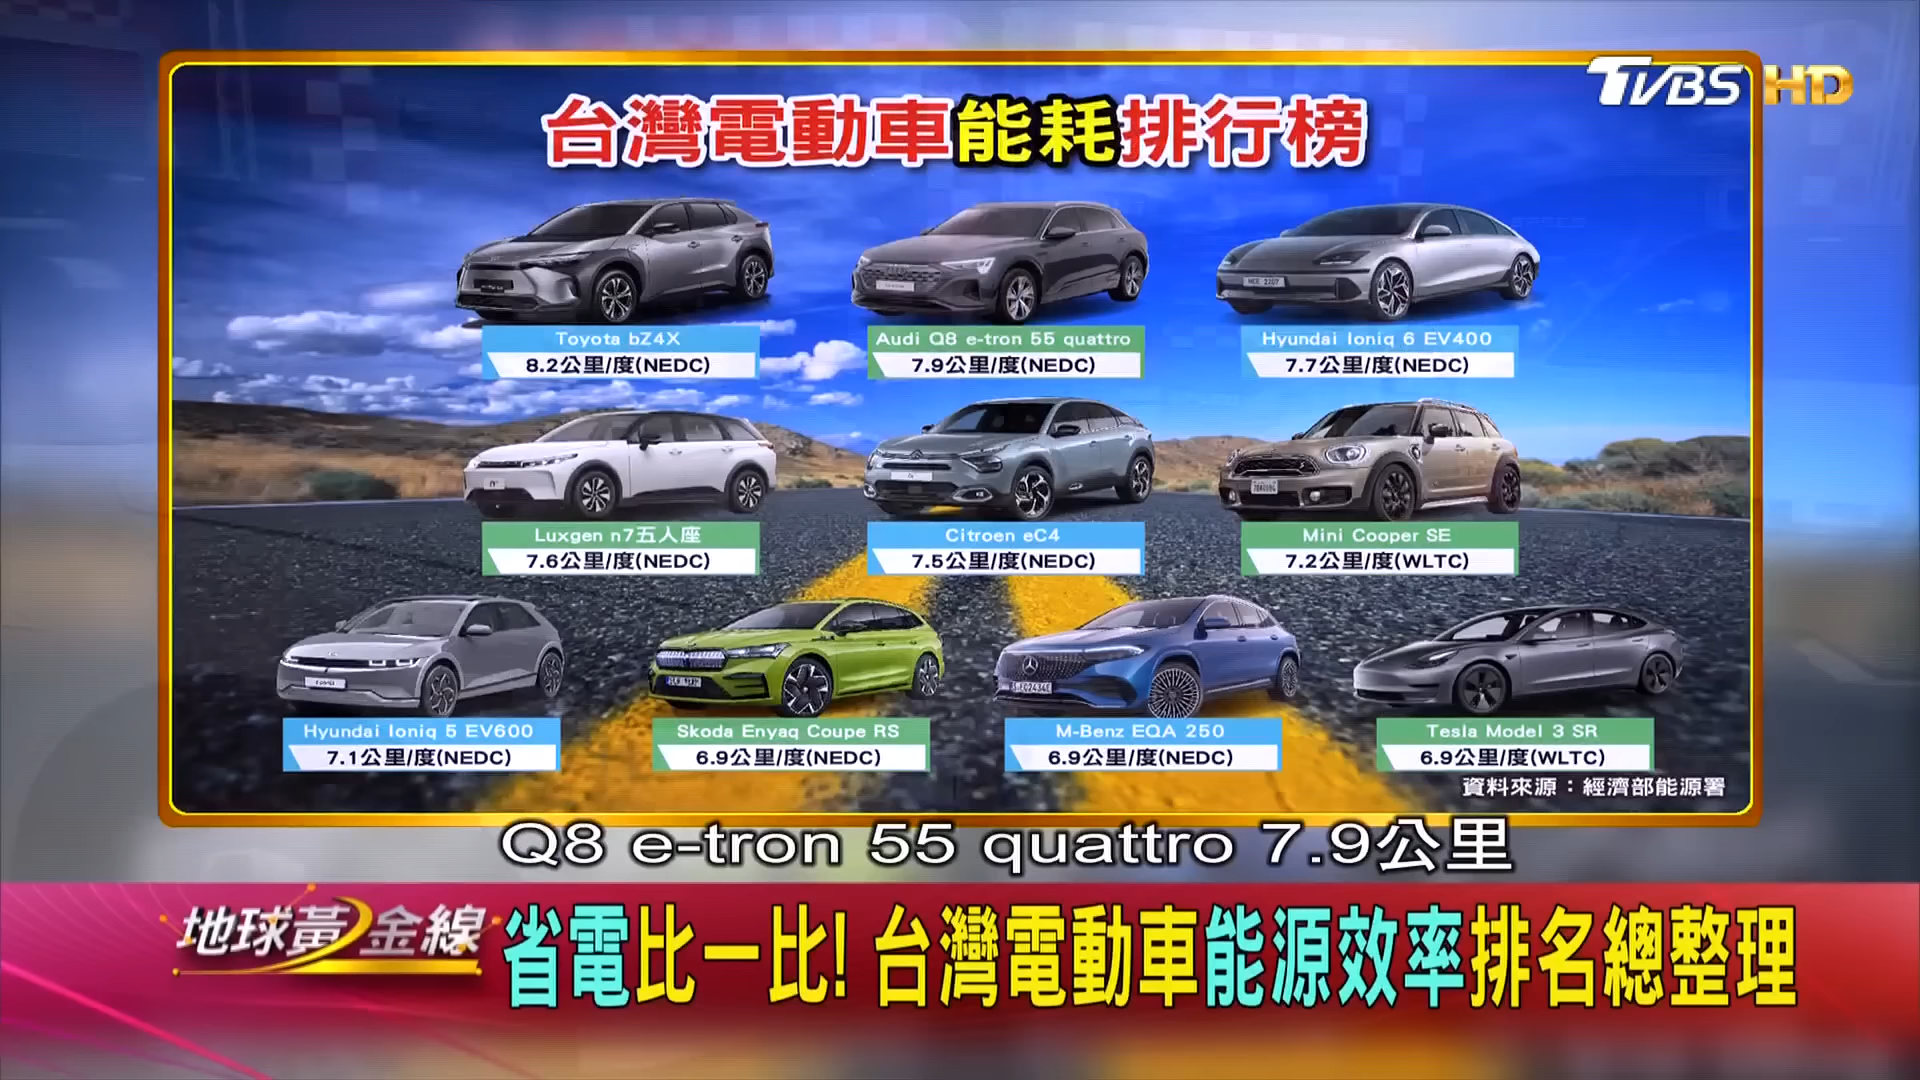 TVBS HD
台灣電動車能耗排行榜
Toyota bZ4X
8.2公里/度(NEDC)
Audi Q8 e-tron 55 quattro
7.9公里/度(NEDC)
Hyundai Ioniq 6 EV400
7.7公里/度(NEDC)
Luxgen n7五人座
7.6公里/度(NEDC)
Citroen eC4
7.5公里/度(NEDC)
Mini Cooper SE
7.2公里/度(WLTC)
Hyundai Ioniq 5 EV600
7.1公里/度(NEDC)
Skoda Enyaq Coupe RS
6.9公里/度(NEDC)
M-Benz EQA 250
6.9公里/度(NEDC)
Tesla Model 3 SR
6.9公里/度(WLTC)
資料來源：經濟部能源署
Q8 e-tron 55 quattro 7.9公里
地球黃金線
省電比一比! 台灣電動車能源效率排名總整理